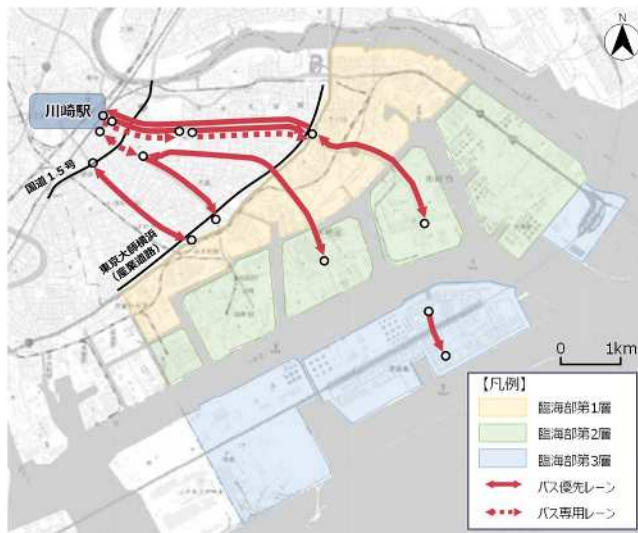 N
川崎駅
国道15号
東京大師横浜
(産業道路)
0 1km
【凡例】
臨海部第1層
臨海部第2層
臨海部第3層
バス優先レーン
バス専用レーン